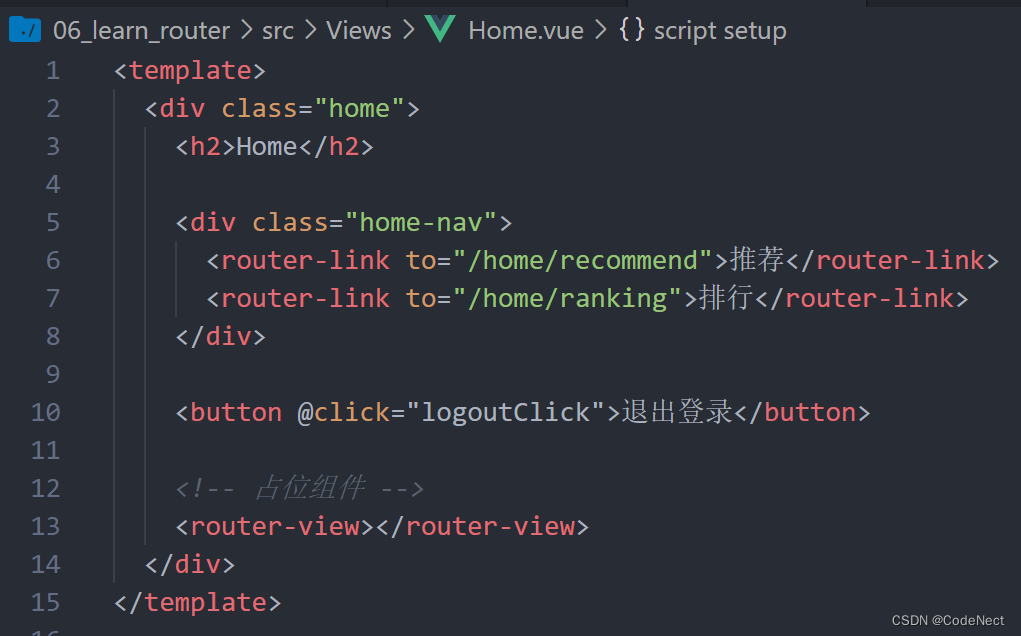 06_learn_router > src > Views > Home.vue > {} script setup
1 <template>
2 <div class="home">
3 <h2>Home</h2>
4
5 <div class="home-nav">
6 <router-link to="/home/recommend">推荐</router-link>
7 <router-link to="/home/ranking">排行</router-link>
8 </div>
9
10 <button @click="logoutClick">退出登录</button>
11
12 <!-- 占位组件 -->
13 <router-view></router-view>
14 </div>
15 </template>
CSDN @CodeNect